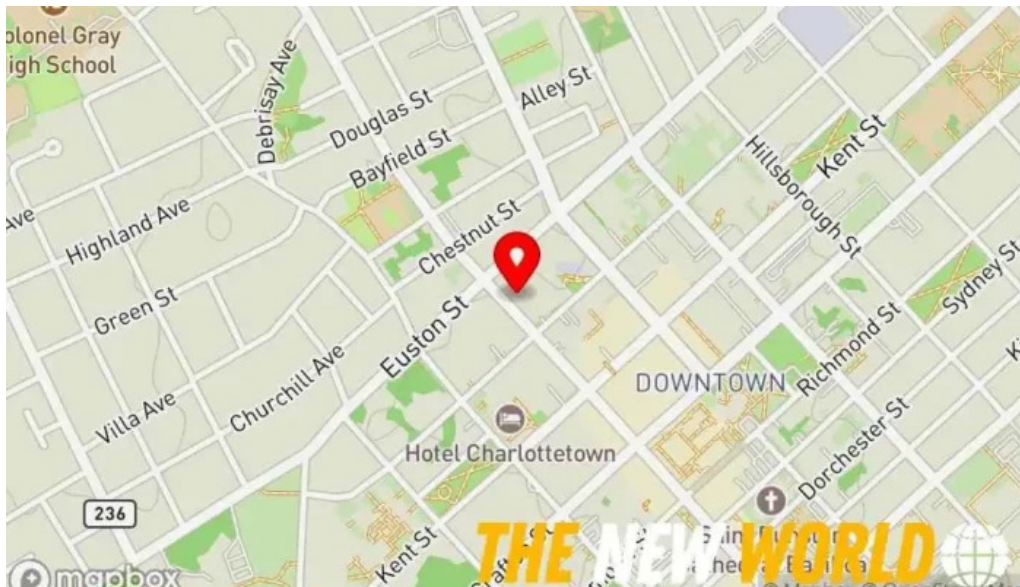 olonel Gray
igh School
Debrisay Ave
Douglas St
Alley St
Bayfield St
Hillsborough St
Kent St
Ave
Highland Ave
Chestnut St
Sydney St
Green St
Euston St
Richmond St
Churchill Ave
DOWNTOWN
Villa Ave
Hotel Charlottetown
Dorchester St
236
Kent St
THE NEW WORLD
mapbox